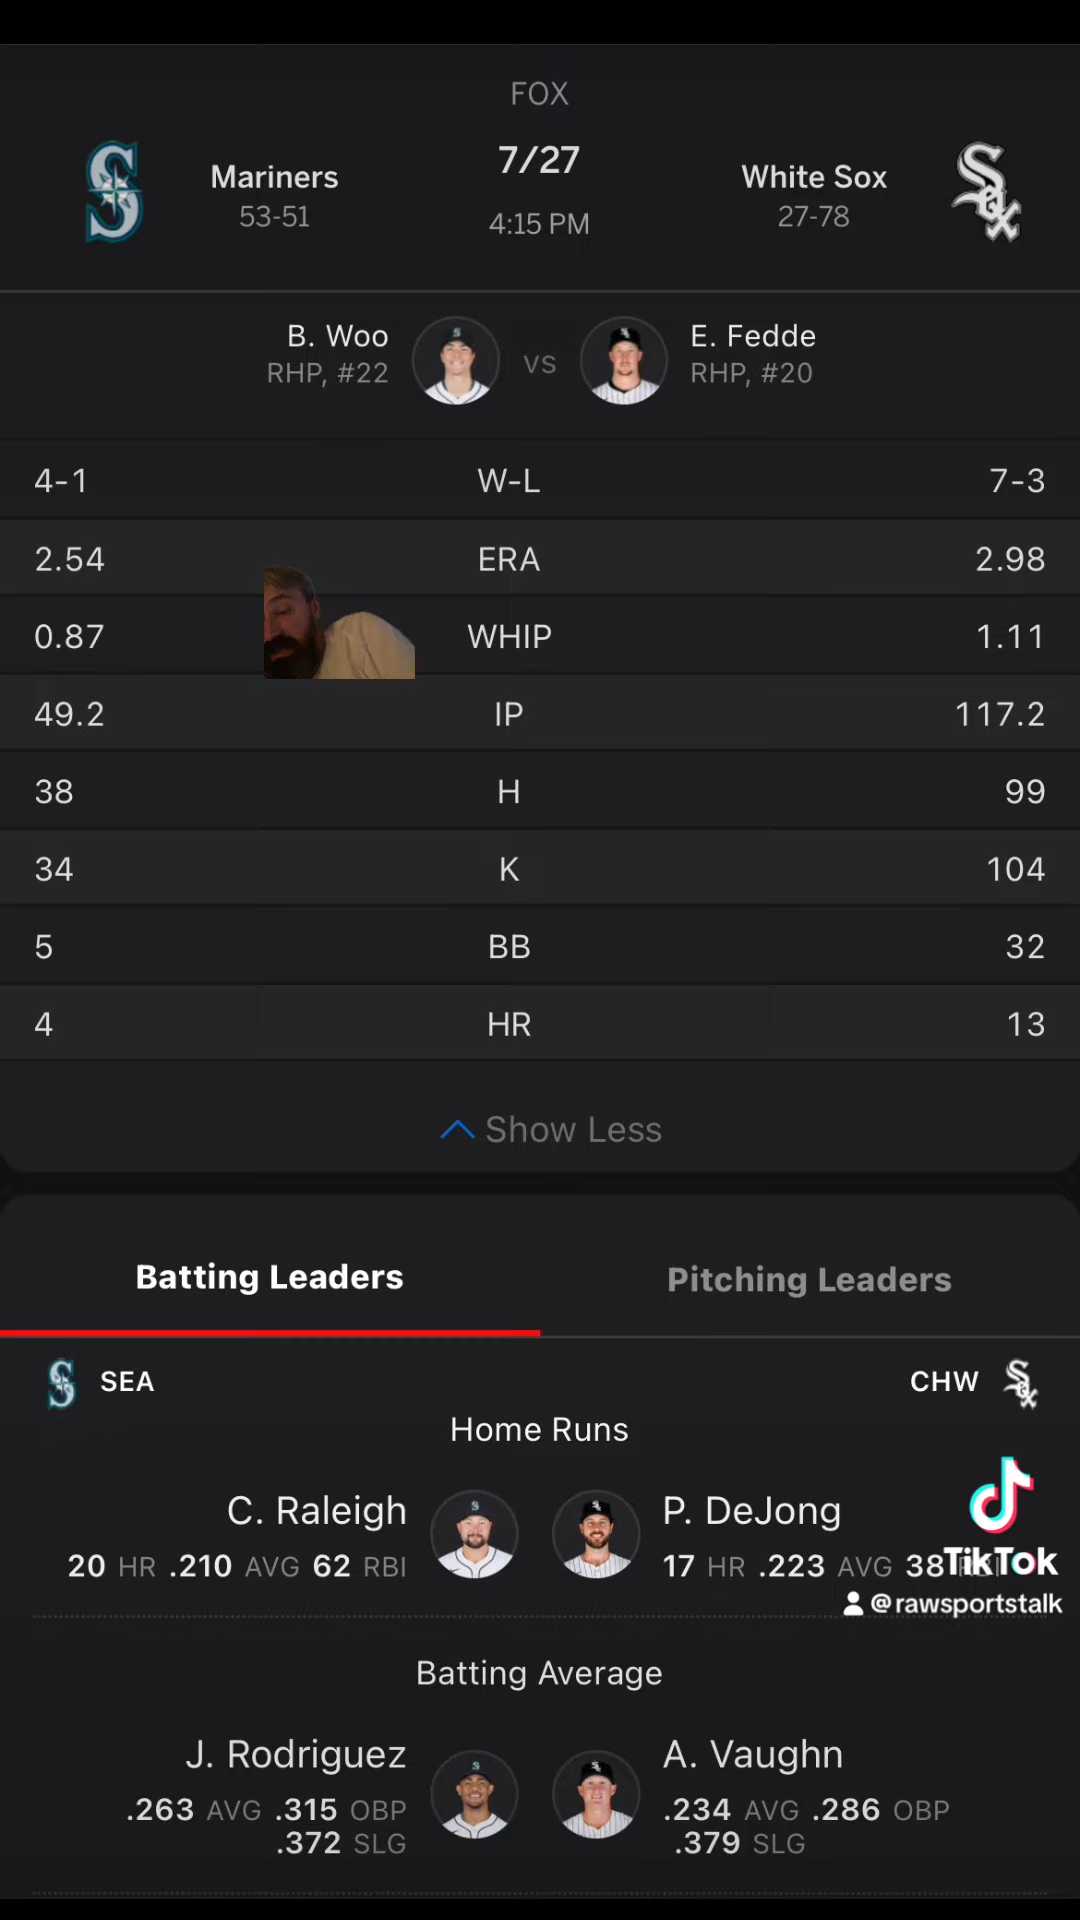 FOX
Mariners
53-51
7/27
4:15 PM
White Sox
27-78
B. Woo
RHP, #22
vs
E. Fedde
RHP, #20
4-1 W-L 7-3
2.54 ERA 2.98
0.87 WHIP 1.11
49.2 IP 117.2
38 H 99
34 K 104
5 BB 32
4 HR 13
Show Less
Batting Leaders
Pitching Leaders
SEA
CHW
Home Runs
C. Raleigh
20 HR .210 AVG 62 RBI
P. DeJong
17 HR .223 AVG 38 RBI
TikTok
@rawsportstalk
Batting Average
J. Rodriguez
.263 AVG .315 OBP
.372 SLG
A. Vaughn
.234 AVG .286 OBP
.379 SLG